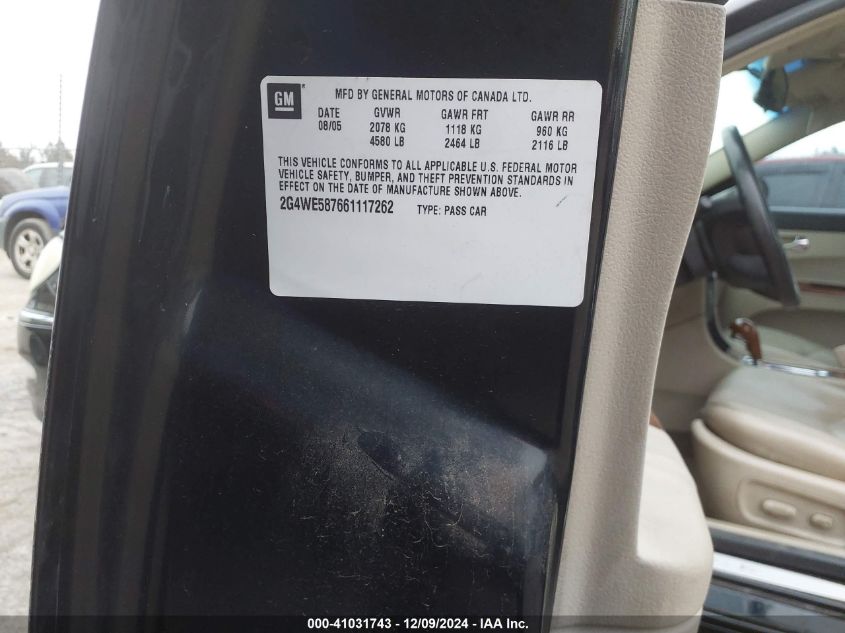 GM
MFD BY GENERAL MOTORS OF CANADA LTD.
DATE GVWR GAWR FRT GAWR RR
08/05 2078 KG 1118 KG 960 KG
4580 LB 2464 LB 2116 LB
THIS VEHICLE CONFORMS TO ALL APPLICABLE U.S. FEDERAL MOTOR
VEHICLE SAFETY, BUMPER, AND THEFT PREVENTION STANDARDS IN
EFFECT ON THE DATE OF MANUFACTURE SHOWN ABOVE.
2G4WE587661117262 TYPE: PASS CAR
000-41031743 / 12/09/2024 - IAA Inc.